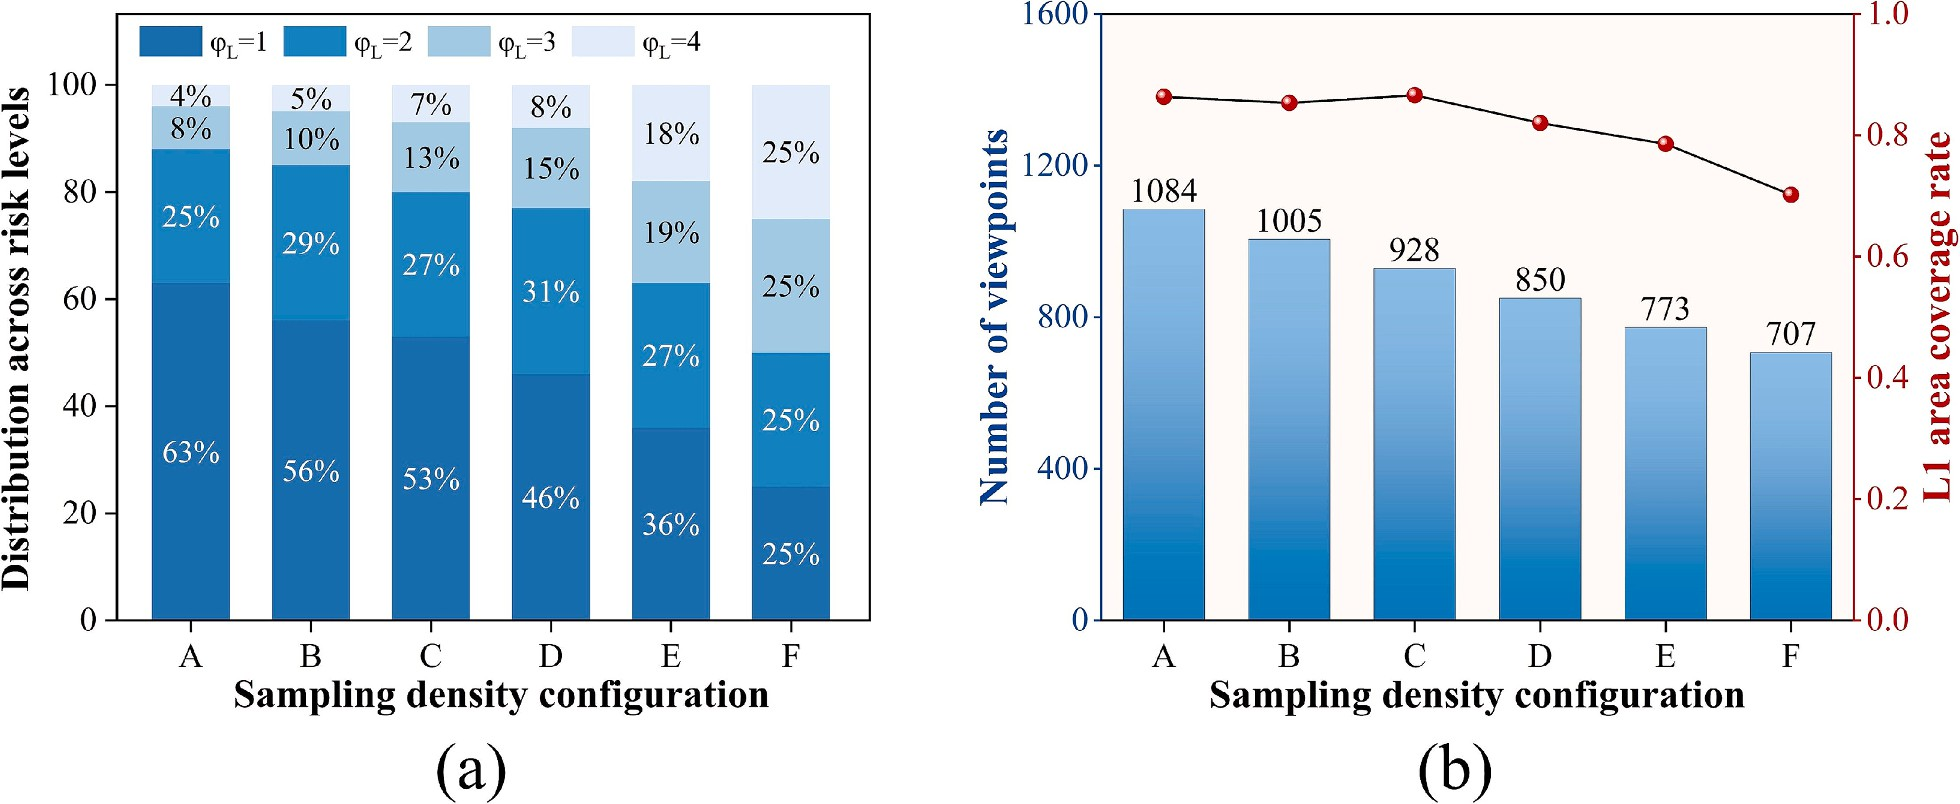 φL=1 φL=2 φL=3 φL=4
Distribution across risk levels
100
80
60
40
20
0
4% 5% 7% 8% 18% 25%
8% 10% 13% 15% 19% 25%
25% 29% 27% 31% 27% 25%
63% 56% 53% 46% 36% 25%
A B C D E F
Sampling density configuration
(a)
Number of viewpoints
1600
1200
800
400
0
1084 1005 928 850 773 707
A B C D E F
Sampling density configuration
1.0
0.8
0.6
0.4
0.2
0.0
L1 area coverage rate
(b)